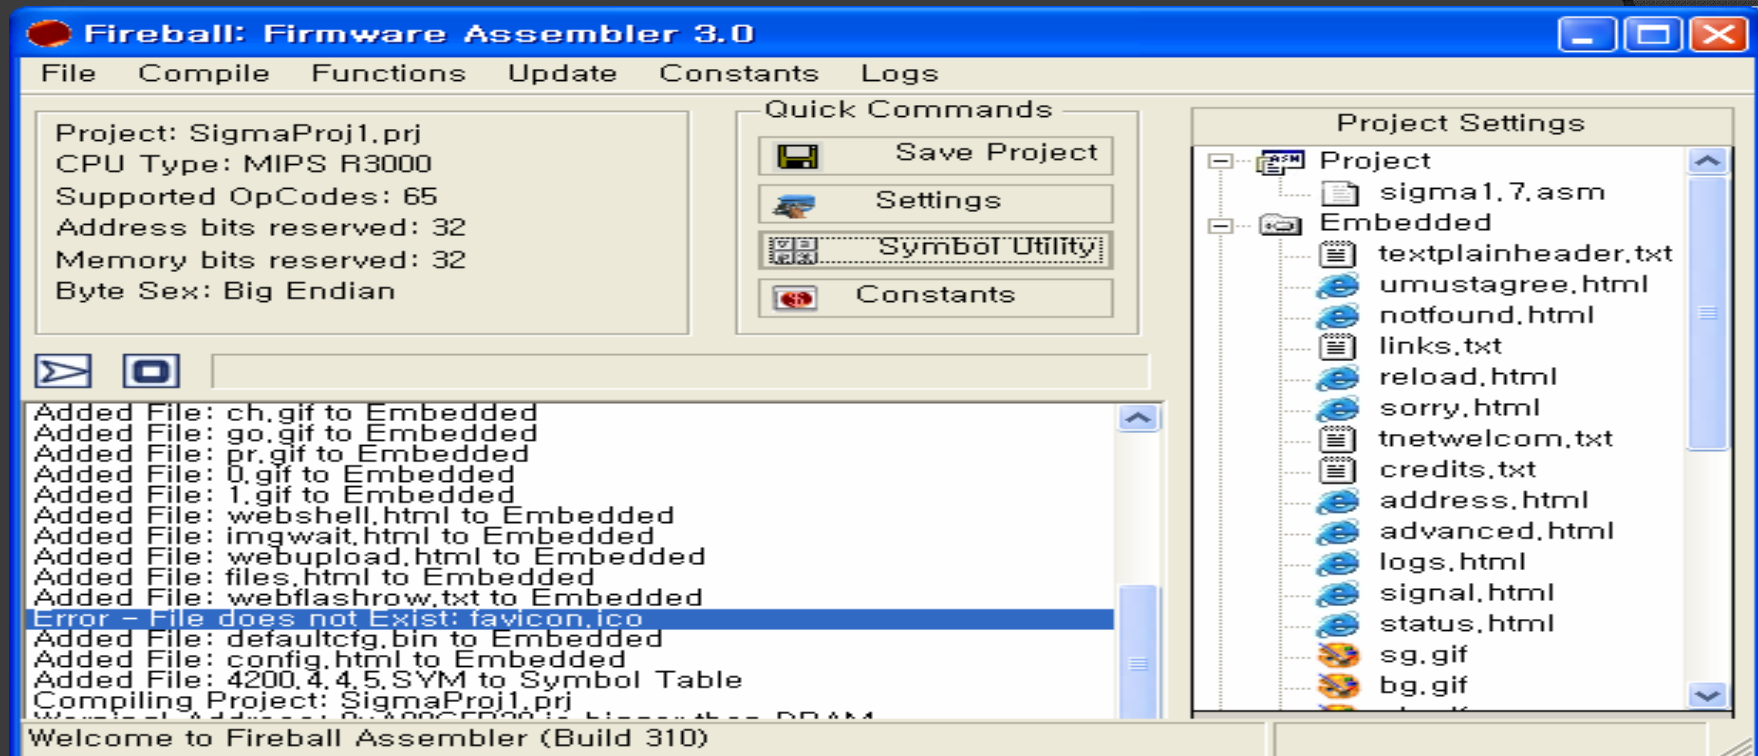 Fireball: Firmware Assembler 3.0
File Compile Functions Update Constants Logs
Project: SigmaProj1.prj
CPU Type: MIPS R3000
Supported OpCodes: 65
Address bits reserved: 32
Memory bits reserved: 32
Byte Sex: Big Endian
Quick Commands
Save Project
Settings
Symbol Utility
Constants
Added File: ch.gif to Embedded
Added File: go.gif to Embedded
Added File: pr.gif to Embedded
Added File: 0.gif to Embedded
Added File: 1.gif to Embedded
Added File: webshell.html to Embedded
Added File: imgwait.html to Embedded
Added File: webupload.html to Embedded
Added File: files.html to Embedded
Added File: webflashrow.txt to Embedded
Error - File does not Exist: favicon.ico
Added File: defaultcfg.bin to Embedded
Added File: config.html to Embedded
Added File: 4200.4.4.5.SYM to Symbol Table
Compiling Project: SigmaProj1.prj
is bigger then DRAM
Project Settings
Project
sigma1.7.asm
Embedded
textplainheader.txt
umustagree.html
notfound.html
links.txt
reload.html
sorry.html
tnetwelcom.txt
credits.txt
address.html
advanced.html
logs.html
signal.html
status.html
sg.gif
bg.gif
Welcome to Fireball Assembler (Build 310)